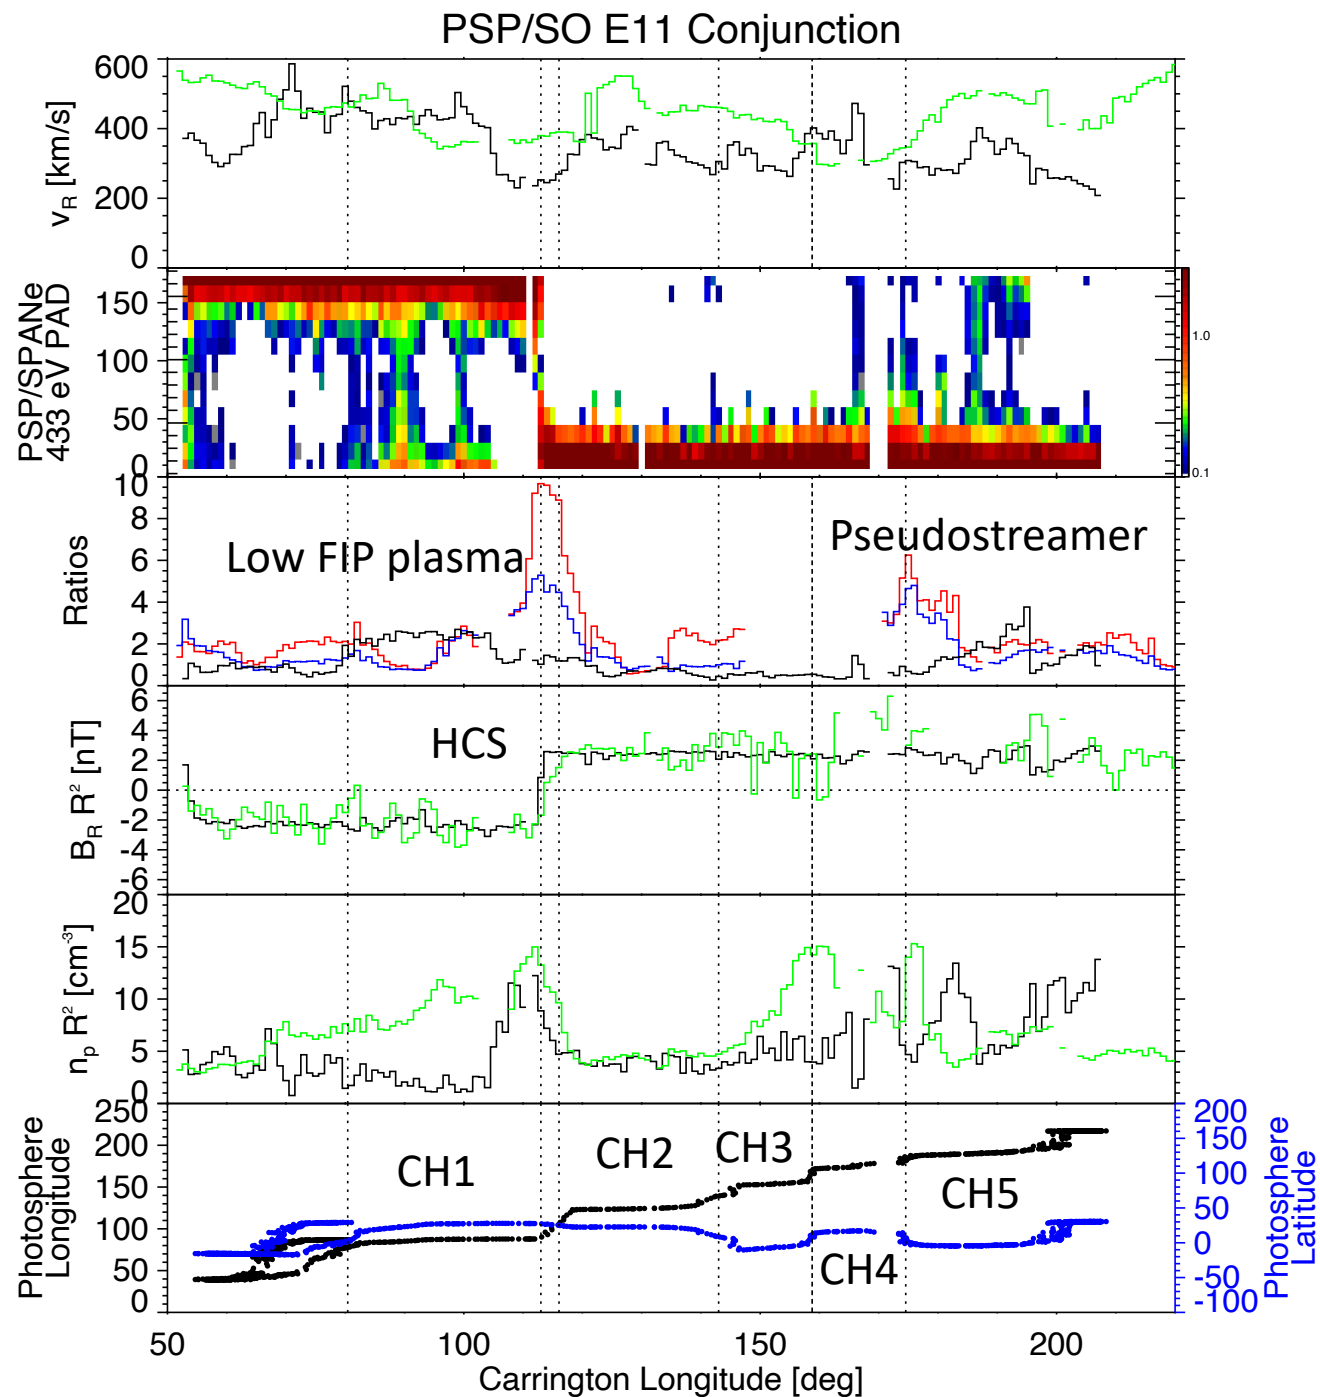 PSP/SO E11 Conjunction
600
400
200
0
v_R [km/s]
150
100
50
0
PSP/SPANe
433 eV PAD
1.0
0.1
10
8
6
4
2
0
Ratios
Low FIP plasma
Pseudostreamer
6
4
2
0
-2
-4
-6
B_R R² [nT]
HCS
20
15
10
5
0
n_p R² [cm⁻³]
250
200
150
100
50
0
Photosphere
Longitude
CH1
CH2
CH3
CH4
CH5
200
150
100
50
0
-50
-100
Photosphere
Latitude
50
100
150
200
Carrington Longitude [deg]